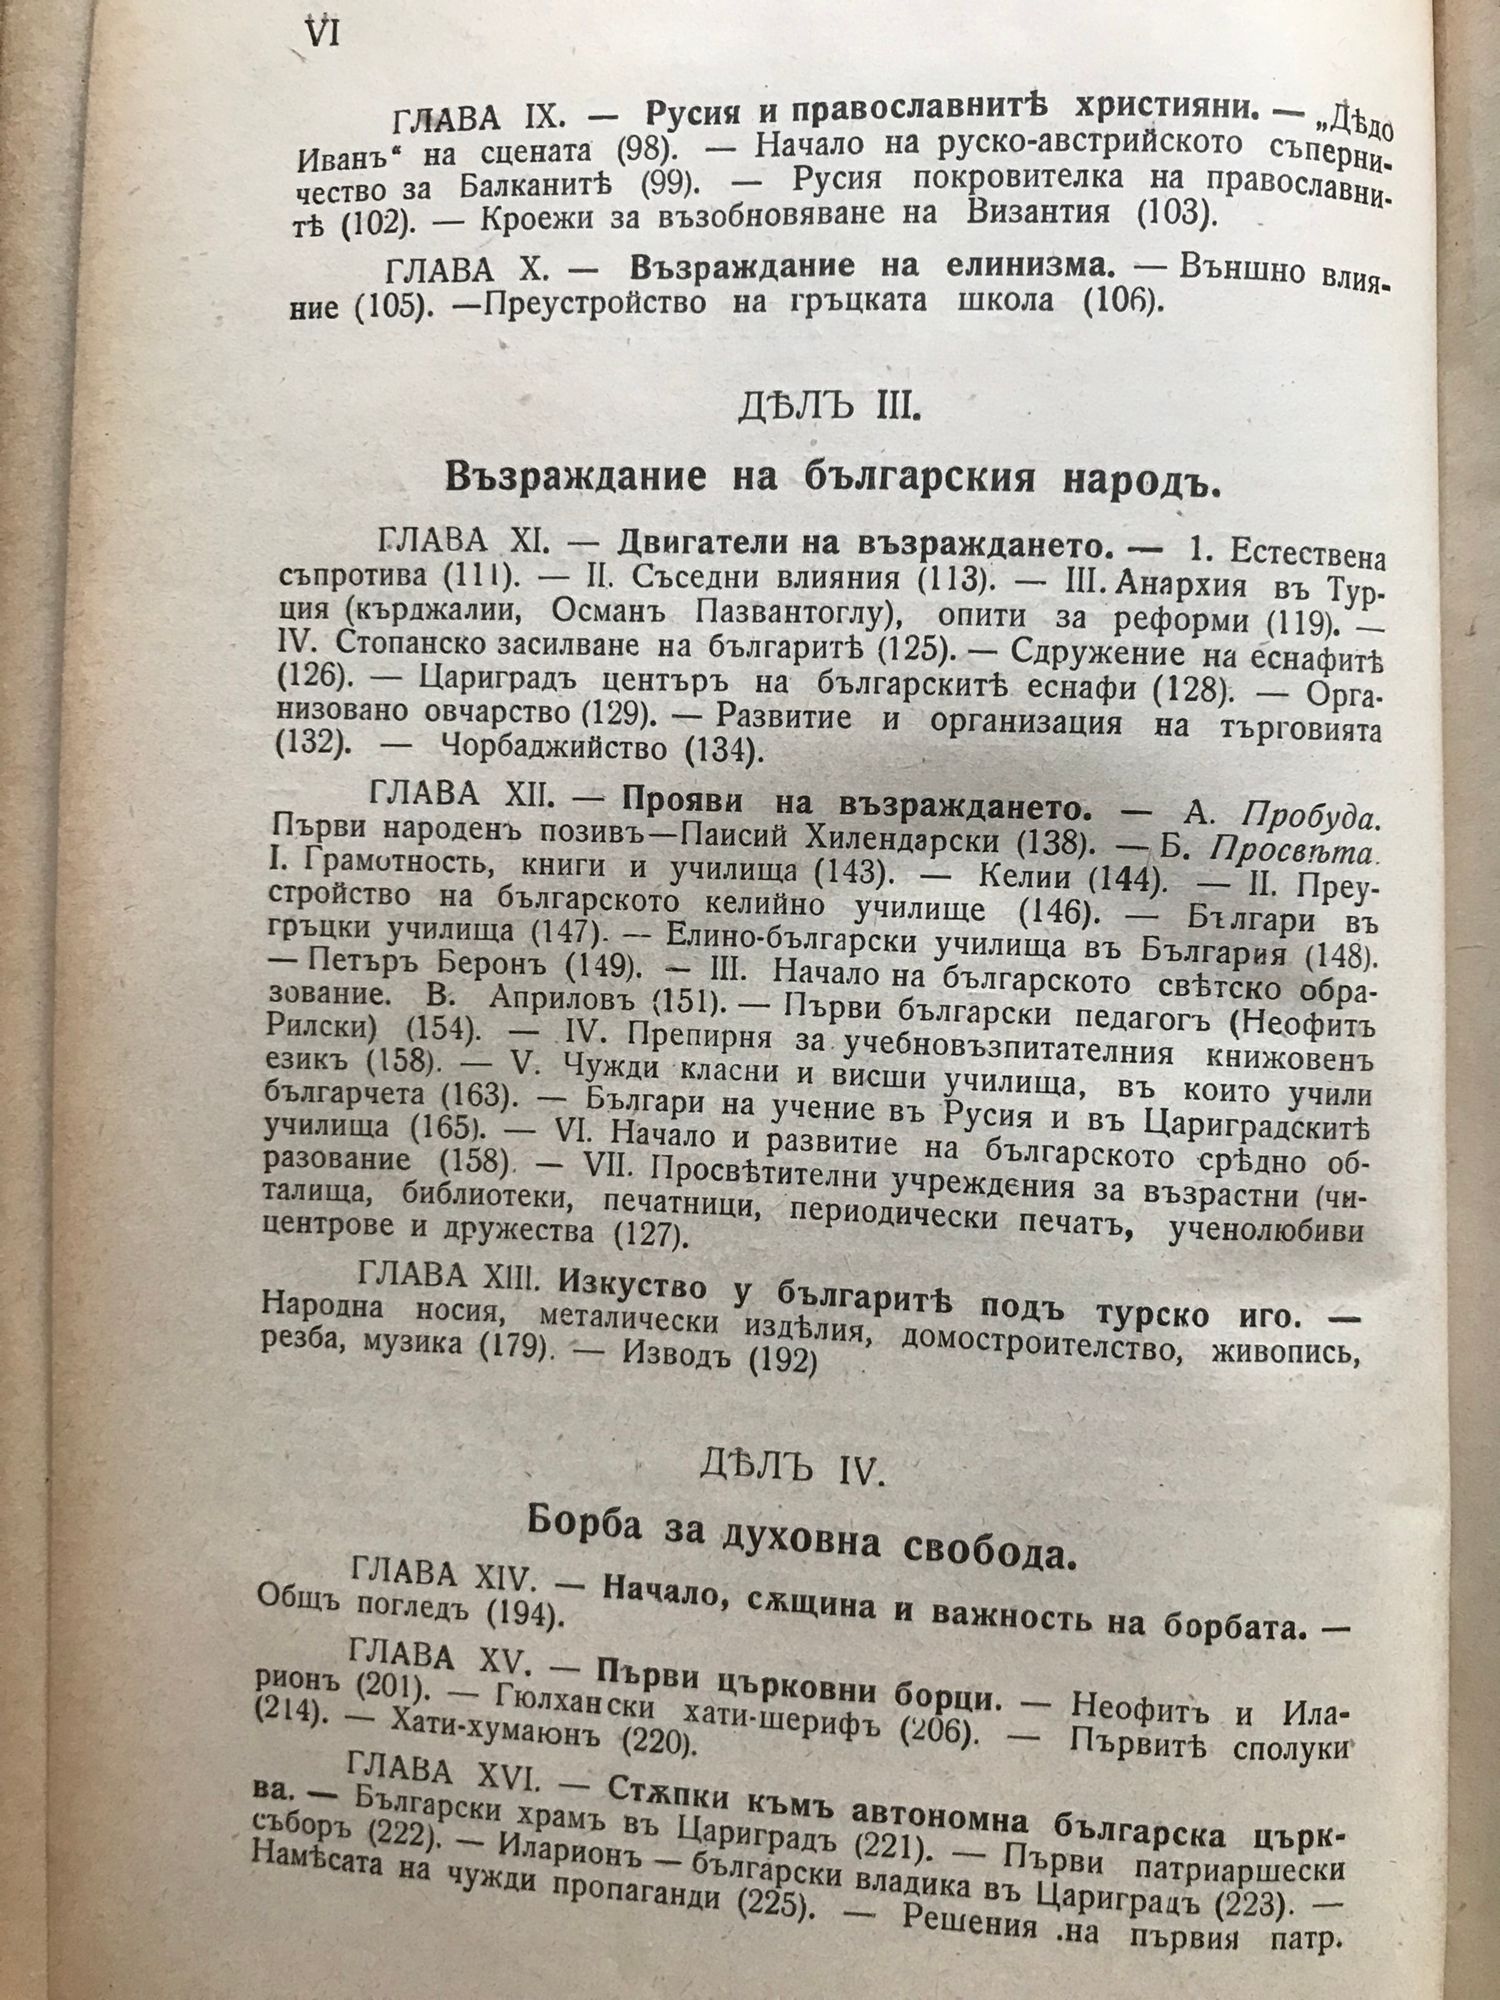 VI
ГЛАВА IX. — Русия и православнитѣ християни. — „Дѣдо
Иванъ“ на сцената (98). — Начало на руско-австрийското съперни-
чество за Балканитѣ (99). — Русия покровителка на православни-
тѣ (102). — Кроежи за възобновяване на Византия (103).
ГЛАВА X. — Възраждание на елинизма. — Външно влия-
ние (105). —Преустройство на гръцката школа (106).
ДѢЛЪ III.
Възраждание на българския народъ.
ГЛАВА XI. — Двигатели на възраждането. — 1. Естествена
съпротива (111). — II. Съседни влияния (113). — III. Анархия въ Тур-
ция (кърджалии, Османъ Пазвантоглу), опити за реформи (119). —
IV. Стопанско засилване на българитѣ (125). — Сдружение на еснафитѣ
(126). — Цариградъ центъръ на българскитѣ еснафи (128). — Орга-
низовано овчарство (129). — Развитие и организация на търговията
(132). — Чорбаджийство (134).
ГЛАВА XII. — Прояви на възраждането. — А. Пробуда.
Първи народенъ позивъ—Паисий Хилендарски (138). — Б. Просвѣта.
I. Грамотность, книги и училища (143). — Келии (144). — II. Преу-
стройство на българското келийно училище (146). — Българи въ
гръцки училища (147). — Елино-български училища въ България (148).
— Петъръ Беронъ (149). — III. Начало на българското свѣтско обра-
зование. В. Априловъ (151). — Първи български педагогъ (Неофитъ
Рилски) (154). — IV. Препирня за учебновъзпитателния книжовенъ
езикъ (158). — V. Чужди класни и висши училища, въ които учили
българчета (163). — Българи на учение въ Русия и въ Цариградскитѣ
училища (165). — VI. Начало и развитие на българското срѣдно об-
разование (158). — VII. Просвѣтителни учреждения за възрастни (чи-
талища, библиотеки, печатници, периодически печатъ, ученолюбиви
центрове и дружества (127).
ГЛАВА XIII. Изкуство у българитѣ подъ турско иго. —
Народна носия, металически издѣлия, домостроителство, живопись,
резба, музика (179). — Изводъ (192)
ДѢЛЪ IV.
Борба за духовна свобода.
ГЛАВА XIV. — Начало, сѫщина и важность на борбата. —
Общъ погледъ (194).
ГЛАВА XV. — Първи църковни борци. — Неофитъ и Ила-
рионъ (201). — Гюлхански хати-шерифъ (206). — Първитѣ сполуки
(214). — Хати-хумаюнъ (220).
ГЛАВА XVI. — Стѫпки къмъ автономна българска църк-
ва. — Български храмъ въ Цариградъ (221). — Първи патриаршески
съборъ (222). — Иларионъ — български владика въ Цариградъ (223). —
Намѣсата на чужди пропаганди (225). — Решения на първия патр.